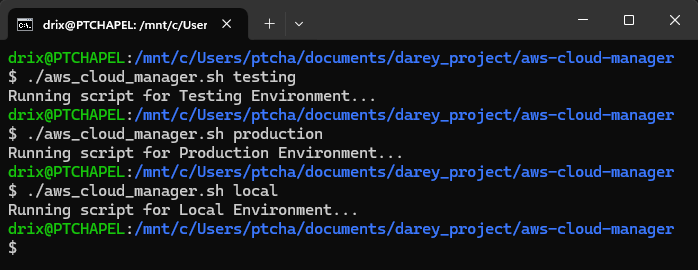 drix@PTCHAPEL: /mnt/c/User
drix@PTCHAPEL:/mnt/c/Users/ptcha/documents/darey_project/aws-cloud-manager
$ ./aws_cloud_manager.sh testing
Running script for Testing Environment...
drix@PTCHAPEL:/mnt/c/Users/ptcha/documents/darey_project/aws-cloud-manager
$ ./aws_cloud_manager.sh production
Running script for Production Environment...
drix@PTCHAPEL:/mnt/c/Users/ptcha/documents/darey_project/aws-cloud-manager
$ ./aws_cloud_manager.sh local
Running script for Local Environment...
drix@PTCHAPEL:/mnt/c/Users/ptcha/documents/darey_project/aws-cloud-manager
$